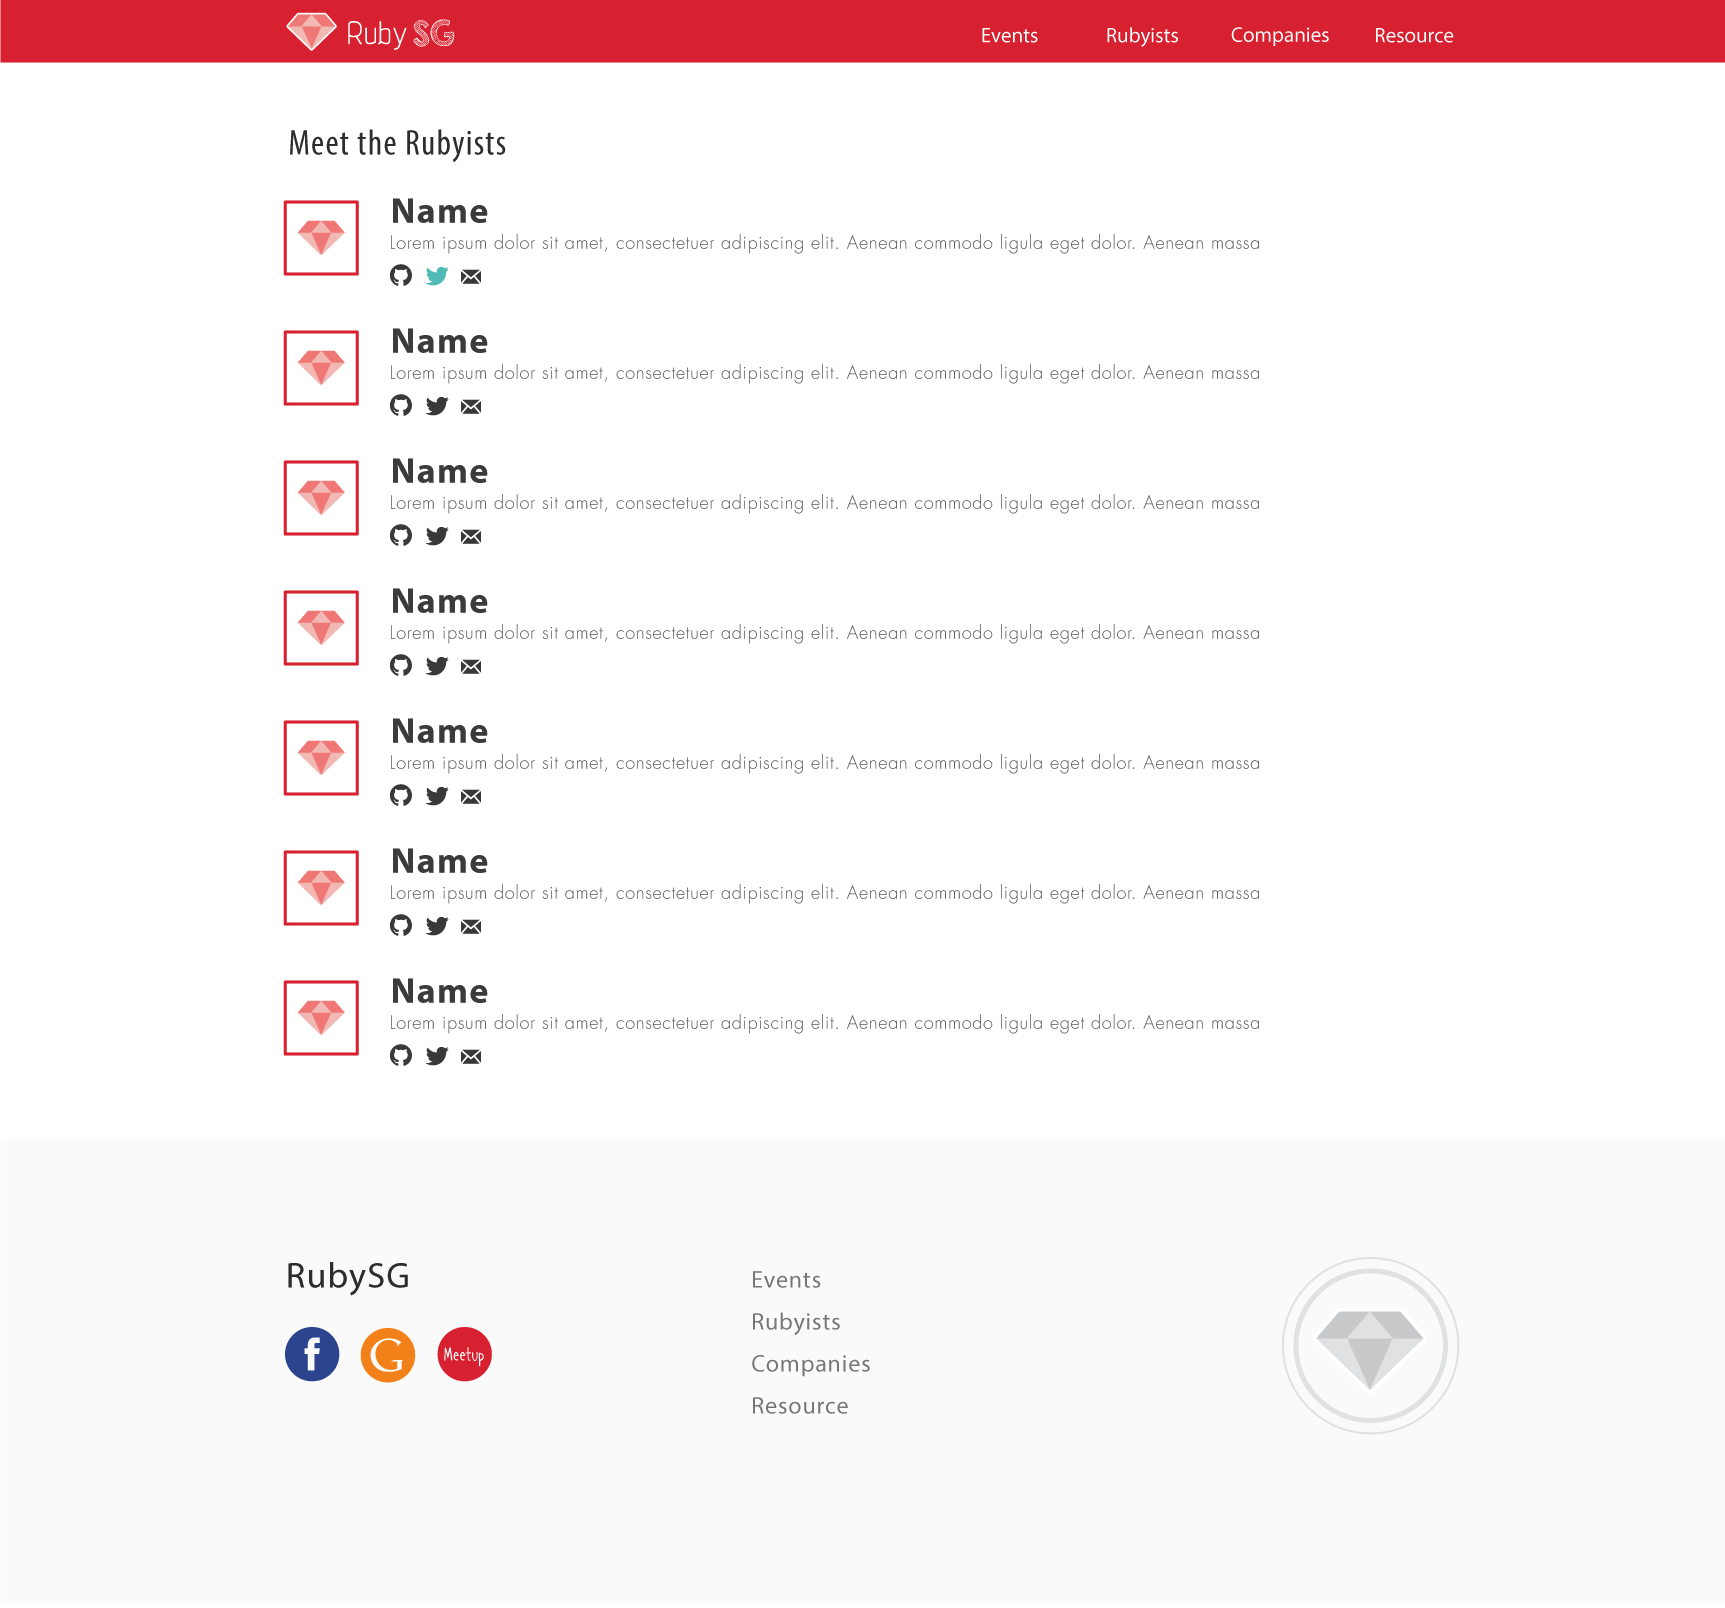 Ruby SG
Events Rubyists Companies Resource
Meet the Rubyists
Name
Lorem ipsum dolor sit amet, consectetuer adipiscing elit. Aenean commodo ligula eget dolor. Aenean massa
Name
Lorem ipsum dolor sit amet, consectetuer adipiscing elit. Aenean commodo ligula eget dolor. Aenean massa
Name
Lorem ipsum dolor sit amet, consectetuer adipiscing elit. Aenean commodo ligula eget dolor. Aenean massa
Name
Lorem ipsum dolor sit amet, consectetuer adipiscing elit. Aenean commodo ligula eget dolor. Aenean massa
Name
Lorem ipsum dolor sit amet, consectetuer adipiscing elit. Aenean commodo ligula eget dolor. Aenean massa
Name
Lorem ipsum dolor sit amet, consectetuer adipiscing elit. Aenean commodo ligula eget dolor. Aenean massa
Name
Lorem ipsum dolor sit amet, consectetuer adipiscing elit. Aenean commodo ligula eget dolor. Aenean massa
RubySG
f G Meetup
Events
Rubyists
Companies
Resource